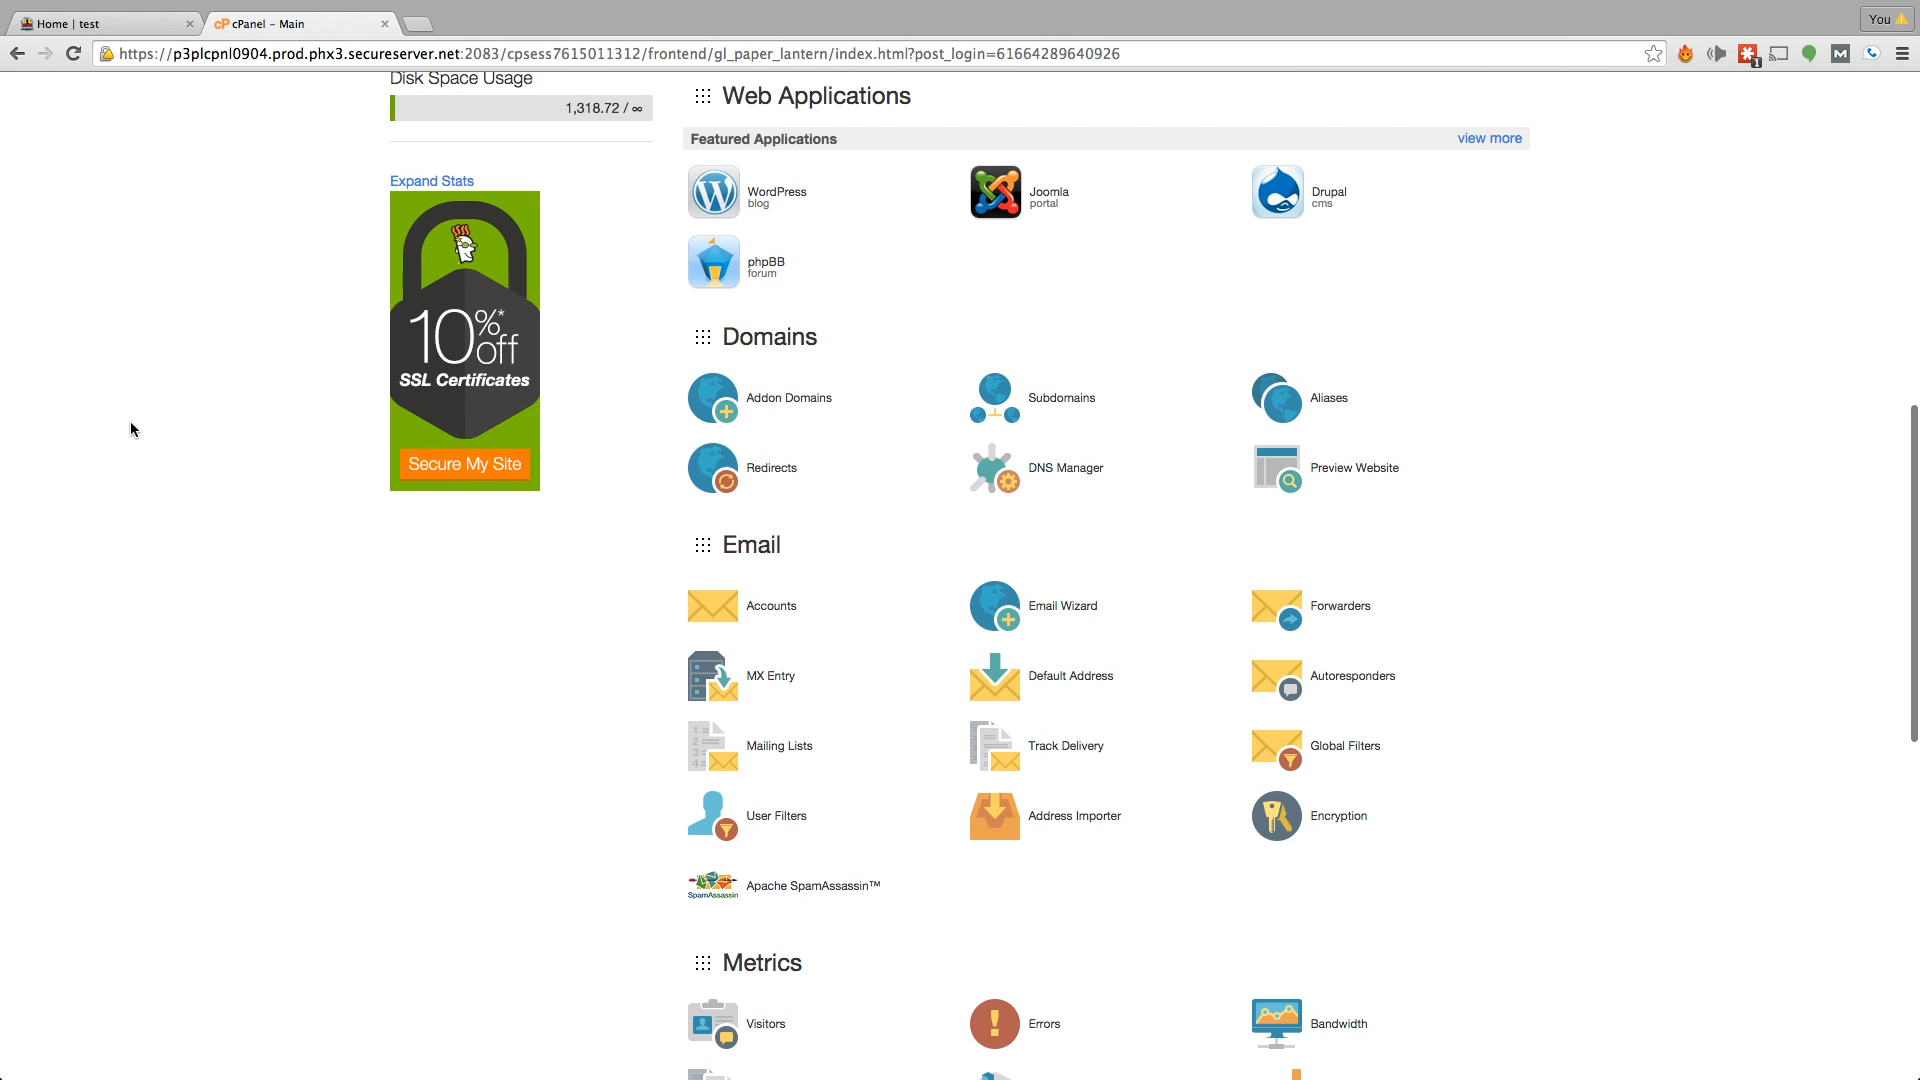 Home | test
cP cPanel - Main
You
https://p3plcpnl0904.prod.phx3.secureserver.net:2083/cpsess7615011312/frontend/gl_paper_lantern/index.html?post_login=61664289640926
1
M
Disk Space Usage
1,318.72 / ∞
Expand Stats
10%* off
SSL Certificates
Secure My Site
Web Applications
Featured Applications
view more
WordPress
blog
Joomla
portal
Drupal
cms
phpBB
forum
Domains
Addon Domains
Subdomains
Aliases
Redirects
DNS Manager
Preview Website
Email
Accounts
Email Wizard
Forwarders
MX Entry
Default Address
Autoresponders
Mailing Lists
Track Delivery
Global Filters
User Filters
Address Importer
Encryption
SpamAssassin
Apache SpamAssassin™
Metrics
Visitors
Errors
Bandwidth